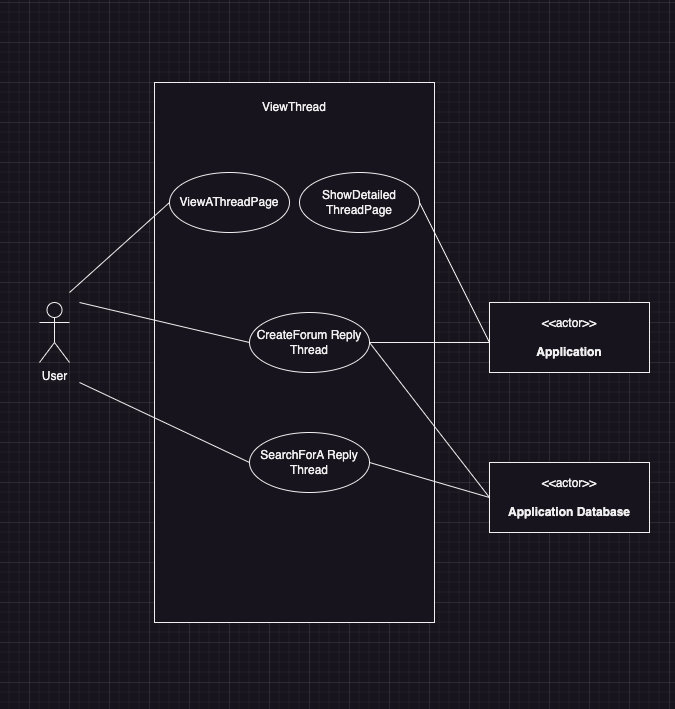 ViewThread
ViewAThreadPage
ShowDetailed
ThreadPage
CreateForum Reply
Thread
<<actor>>
Application
User
SearchForA Reply
Thread
<<actor>>
Application Database